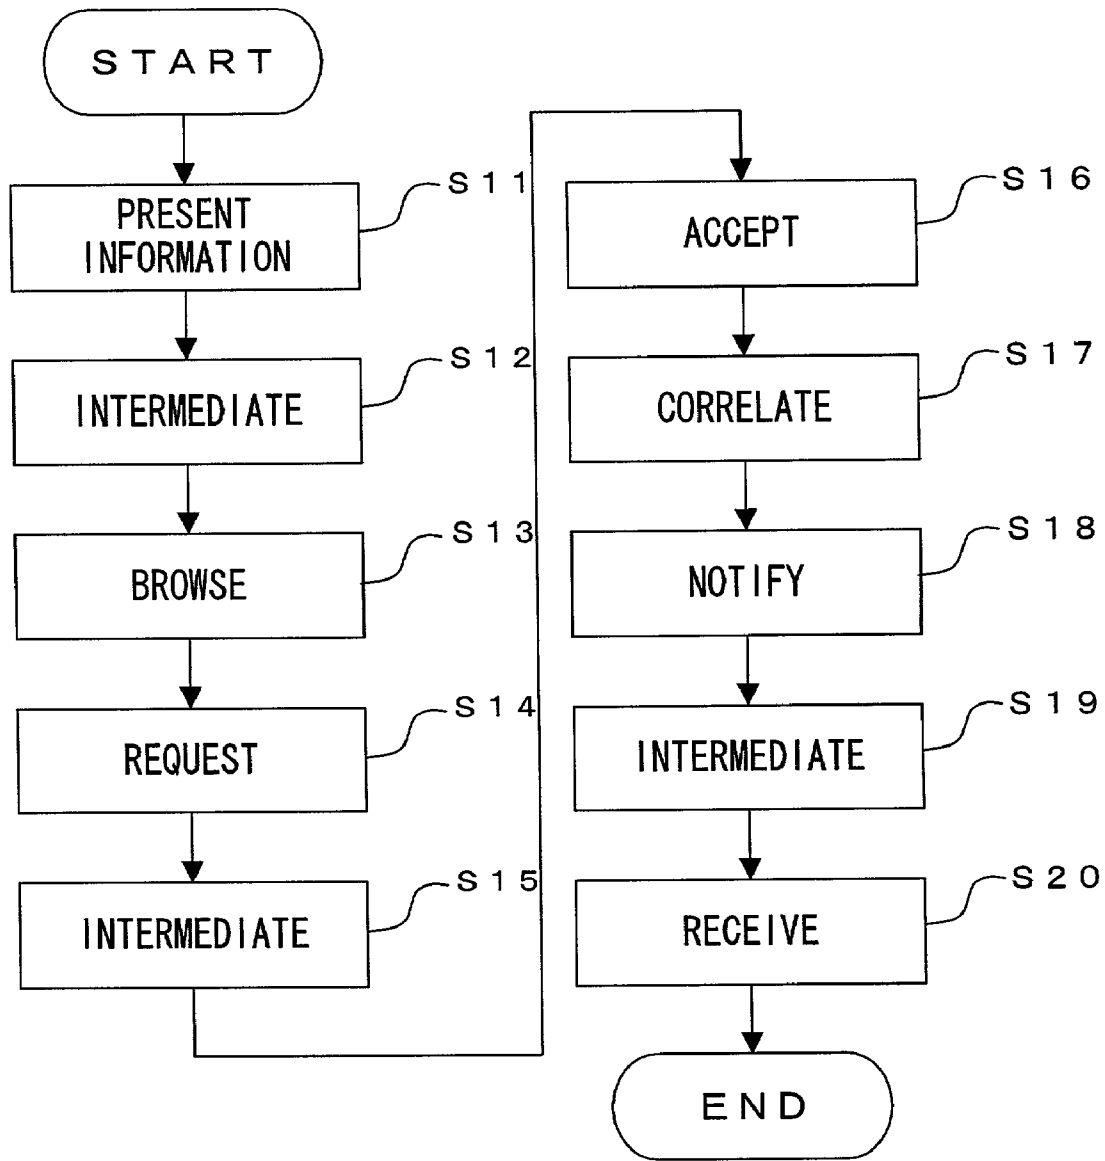 START
PRESENT
INFORMATION
S11
INTERMEDIATE
S12
BROWSE
S13
REQUEST
S14
INTERMEDIATE
S15
ACCEPT
S16
CORRELATE
S17
NOTIFY
S18
INTERMEDIATE
S19
RECEIVE
S20
END